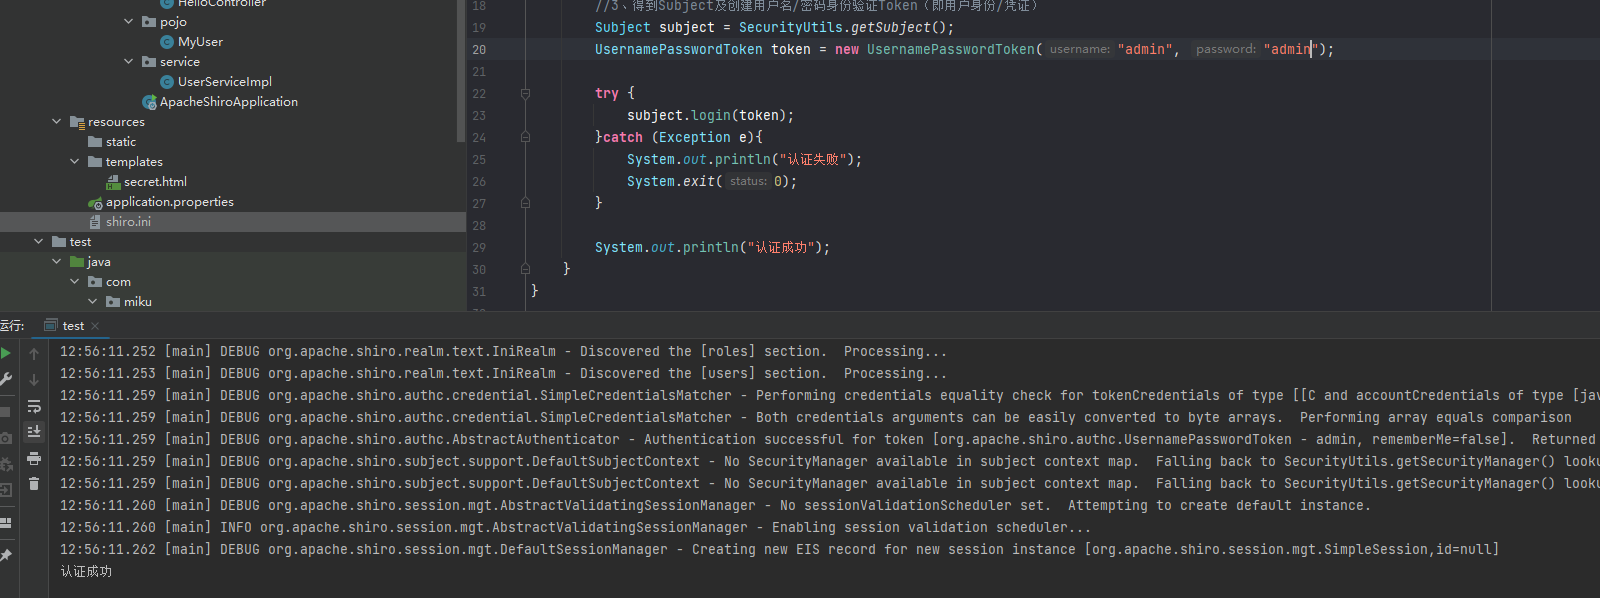 HelloController
pojo
MyUser
service
UserServiceImpl
ApacheShiroApplication
resources
static
templates
secret.html
application.properties
shiro.ini
test
java
com
miku
18 //3、得到Subject及创建用户名/密码身份验证Token（即用户身份/凭证）
19 Subject subject = SecurityUtils.getSubject();
20 UsernamePasswordToken token = new UsernamePasswordToken( username: "admin", password: "admin");
21
22 try {
23 subject.login(token);
24 }catch (Exception e){
25 System.out.println("认证失败");
26 System.exit( status: 0);
27 }
28
29 System.out.println("认证成功");
30 }
31 }
运行: test
12:56:11.252 [main] DEBUG org.apache.shiro.realm.text.IniRealm - Discovered the [roles] section.  Processing...
12:56:11.253 [main] DEBUG org.apache.shiro.realm.text.IniRealm - Discovered the [users] section.  Processing...
12:56:11.259 [main] DEBUG org.apache.shiro.authc.credential.SimpleCredentialsMatcher - Performing credentials equality check for tokenCredentials of type [[C and accountCredentials of type [jav
12:56:11.259 [main] DEBUG org.apache.shiro.authc.credential.SimpleCredentialsMatcher - Both credentials arguments can be easily converted to byte arrays.  Performing array equals comparison
12:56:11.259 [main] DEBUG org.apache.shiro.authc.AbstractAuthenticator - Authentication successful for token [org.apache.shiro.authc.UsernamePasswordToken - admin, rememberMe=false].  Returned
12:56:11.259 [main] DEBUG org.apache.shiro.subject.support.DefaultSubjectContext - No SecurityManager available in subject context map.  Falling back to SecurityUtils.getSecurityManager() looku
12:56:11.259 [main] DEBUG org.apache.shiro.subject.support.DefaultSubjectContext - No SecurityManager available in subject context map.  Falling back to SecurityUtils.getSecurityManager() looku
12:56:11.260 [main] DEBUG org.apache.shiro.session.mgt.AbstractValidatingSessionManager - No sessionValidationScheduler set.  Attempting to create default instance.
12:56:11.260 [main] INFO org.apache.shiro.session.mgt.AbstractValidatingSessionManager - Enabling session validation scheduler...
12:56:11.262 [main] DEBUG org.apache.shiro.session.mgt.DefaultSessionManager - Creating new EIS record for new session instance [org.apache.shiro.session.mgt.SimpleSession,id=null]
认证成功